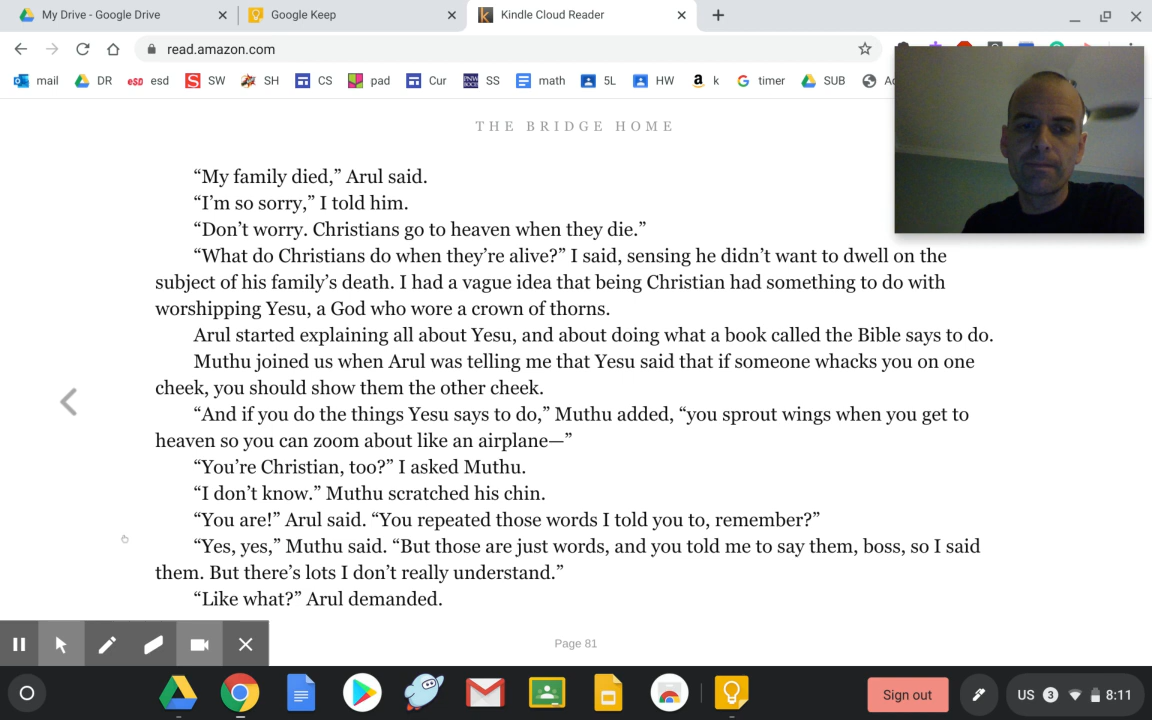 My Drive - Google Drive
Google Keep
Kindle Cloud Reader
read.amazon.com
mail
DR
esd esd
SW
SH
CS
pad
Cur
SS
math
5L
HW
a k
timer
SUB
THE BRIDGE HOME
“My family died,” Arul said.
“I’m so sorry,” I told him.
“Don’t worry. Christians go to heaven when they die.”
“What do Christians do when they’re alive?” I said, sensing he didn’t want to dwell on the
subject of his family’s death. I had a vague idea that being Christian had something to do with
worshipping Yesu, a God who wore a crown of thorns.
Arul started explaining all about Yesu, and about doing what a book called the Bible says to do.
Muthu joined us when Arul was telling me that Yesu said that if someone whacks you on one
cheek, you should show them the other cheek.
“And if you do the things Yesu says to do,” Muthu added, “you sprout wings when you get to
heaven so you can zoom about like an airplane—”
“You’re Christian, too?” I asked Muthu.
“I don’t know.” Muthu scratched his chin.
“You are!” Arul said. “You repeated those words I told you to, remember?”
“Yes, yes,” Muthu said. “But those are just words, and you told me to say them, boss, so I said
them. But there’s lots I don’t really understand.”
“Like what?” Arul demanded.
Page 81
Sign out
US 3 8:11